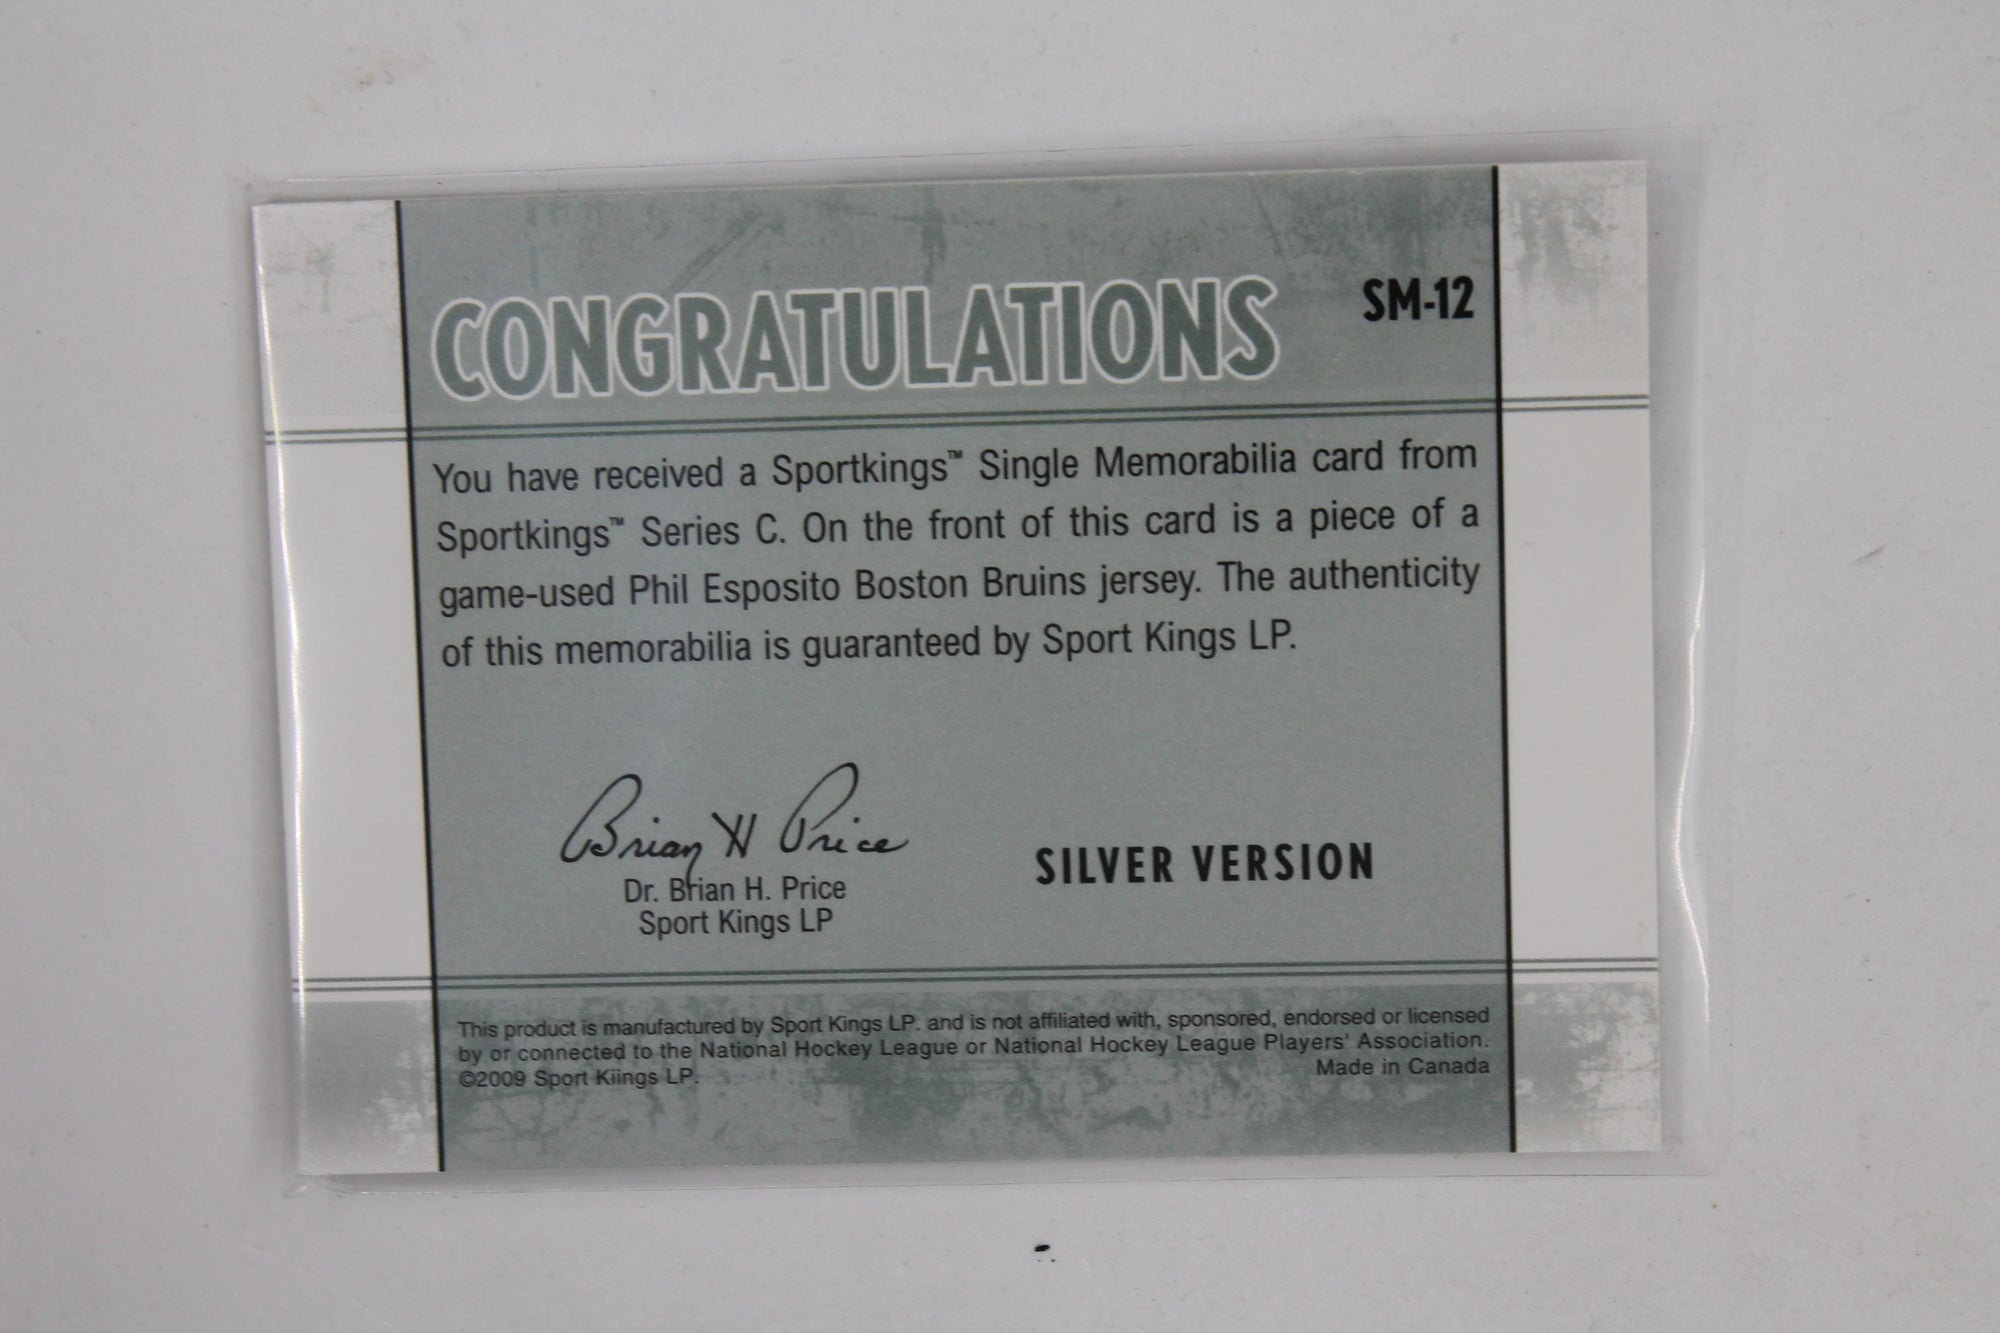 CONGRATULATIONS
SM-12
You have received a Sportkings™ Single Memorabilia card from
Sportkings™ Series C. On the front of this card is a piece of a
game-used Phil Esposito Boston Bruins jersey. The authenticity
of this memorabilia is guaranteed by Sport Kings LP.
Brian H Price
Dr. Brian H. Price
Sport Kings LP
SILVER VERSION
This product is manufactured by Sport Kings LP. and is not affiliated with, sponsored, endorsed or licensed
by or connected to the National Hockey League or National Hockey League Players' Association.
©2009 Sport Kiings LP.
Made in Canada